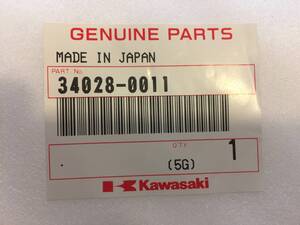 GENUINE PARTS
MADE IN JAPAN
PART No.
34028-0011
QTY
1
(5G)
Kawasaki